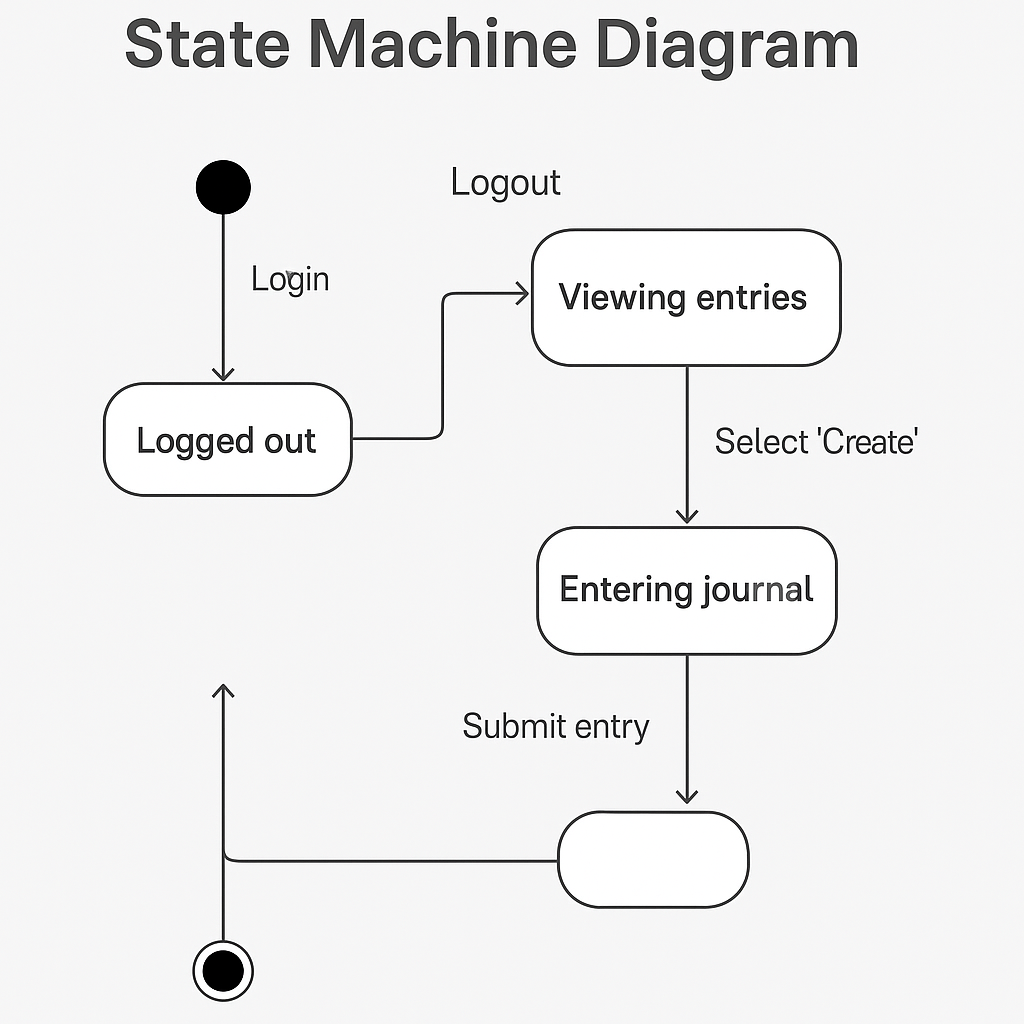 State Machine Diagram
Logout
Login
Viewing entries
Logged out
Select 'Create'
Entering journal
Submit entry